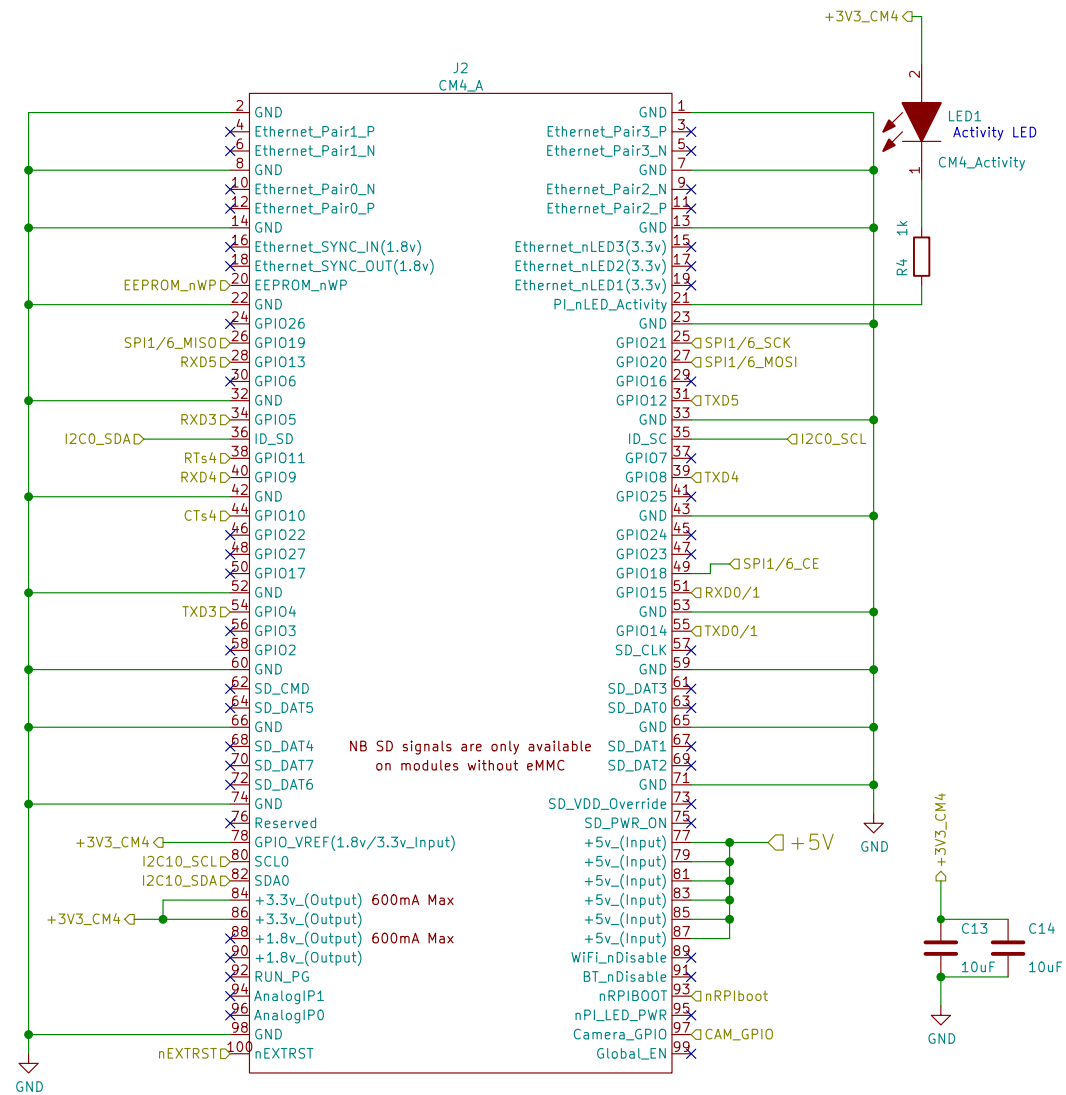 +3V3_CM4
J2
CM4_A
2
LED1
Activity LED
CM4_Activity
1
1k
R4
2 GND GND 1
4 Ethernet_Pair1_P Ethernet_Pair3_P 3
6 Ethernet_Pair1_N Ethernet_Pair3_N 5
8 GND GND 7
10 Ethernet_Pair0_N Ethernet_Pair2_N 9
12 Ethernet_Pair0_P Ethernet_Pair2_P 11
14 GND GND 13
16 Ethernet_SYNC_IN(1.8v) Ethernet_nLED3(3.3v) 15
18 Ethernet_SYNC_OUT(1.8v) Ethernet_nLED2(3.3v) 17
EEPROM_nWP 20 EEPROM_nWP Ethernet_nLED1(3.3v) 19
22 GND PI_nLED_Activity 21
24 GPIO26 GND 23
SPI1/6_MISO 26 GPIO19 GPIO21 25 SPI1/6_SCK
RXD5 28 GPIO13 GPIO20 27 SPI1/6_MOSI
30 GPIO6 GPIO16 29
32 GND GPIO12 31 TXD5
RXD3 34 GPIO5 GND 33
I2C0_SDA 36 ID_SD ID_SC 35 I2C0_SCL
RTs4 38 GPIO11 GPIO7 37
RXD4 40 GPIO9 GPIO8 39 TXD4
42 GND GPIO25 41
CTs4 44 GPIO10 GND 43
46 GPIO22 GPIO24 45
48 GPIO27 GPIO23 47
50 GPIO17 GPIO18 49 SPI1/6_CE
52 GND GPIO15 51 RXD0/1
TXD3 54 GPIO4 GND 53
56 GPIO3 GPIO14 55 TXD0/1
58 GPIO2 SD_CLK 57
60 GND GND 59
62 SD_CMD SD_DAT3 61
64 SD_DAT5 SD_DAT0 63
66 GND GND 65
68 SD_DAT4 NB SD signals are only available SD_DAT1 67
70 SD_DAT7 on modules without eMMC SD_DAT2 69
72 SD_DAT6 GND 71
74 GND SD_VDD_Override 73
76 Reserved SD_PWR_ON 75
+3V3_CM4 78 GPIO_VREF(1.8v/3.3v_Input) +5v_(Input) 77 +5V
I2C10_SCL 80 SCL0 +5v_(Input) 79
I2C10_SDA 82 SDA0 +5v_(Input) 81
84 +3.3v_(Output) 600mA Max +5v_(Input) 83
+3V3_CM4 86 +3.3v_(Output) +5v_(Input) 85
88 +1.8v_(Output) 600mA Max +5v_(Input) 87
90 +1.8v_(Output) WiFi_nDisable 89
92 RUN_PG BT_nDisable 91
94 AnalogIP1 nRPIBOOT 93 nRPIboot
96 AnalogIP0 nPI_LED_PWR 95
98 GND Camera_GPIO 97 CAM_GPIO
nEXTRST 100 nEXTRST Global_EN 99
GND
GND
+3V3_CM4
C13
10uF
C14
10uF
GND